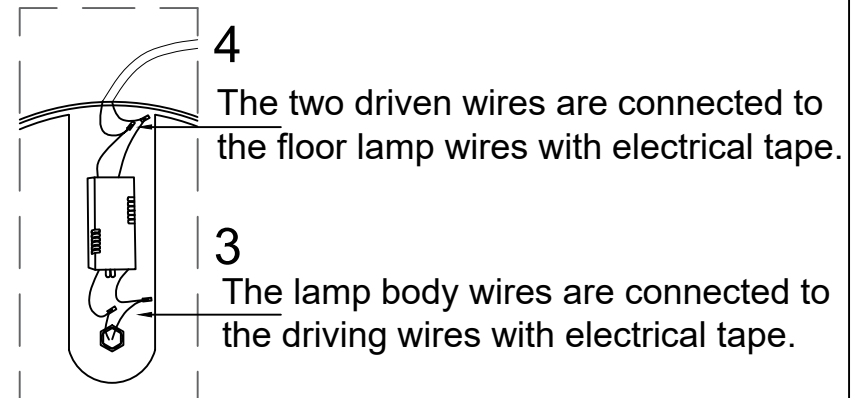 4
The two driven wires are connected to
the floor lamp wires with electrical tape.
3
The lamp body wires are connected to
the driving wires with electrical tape.